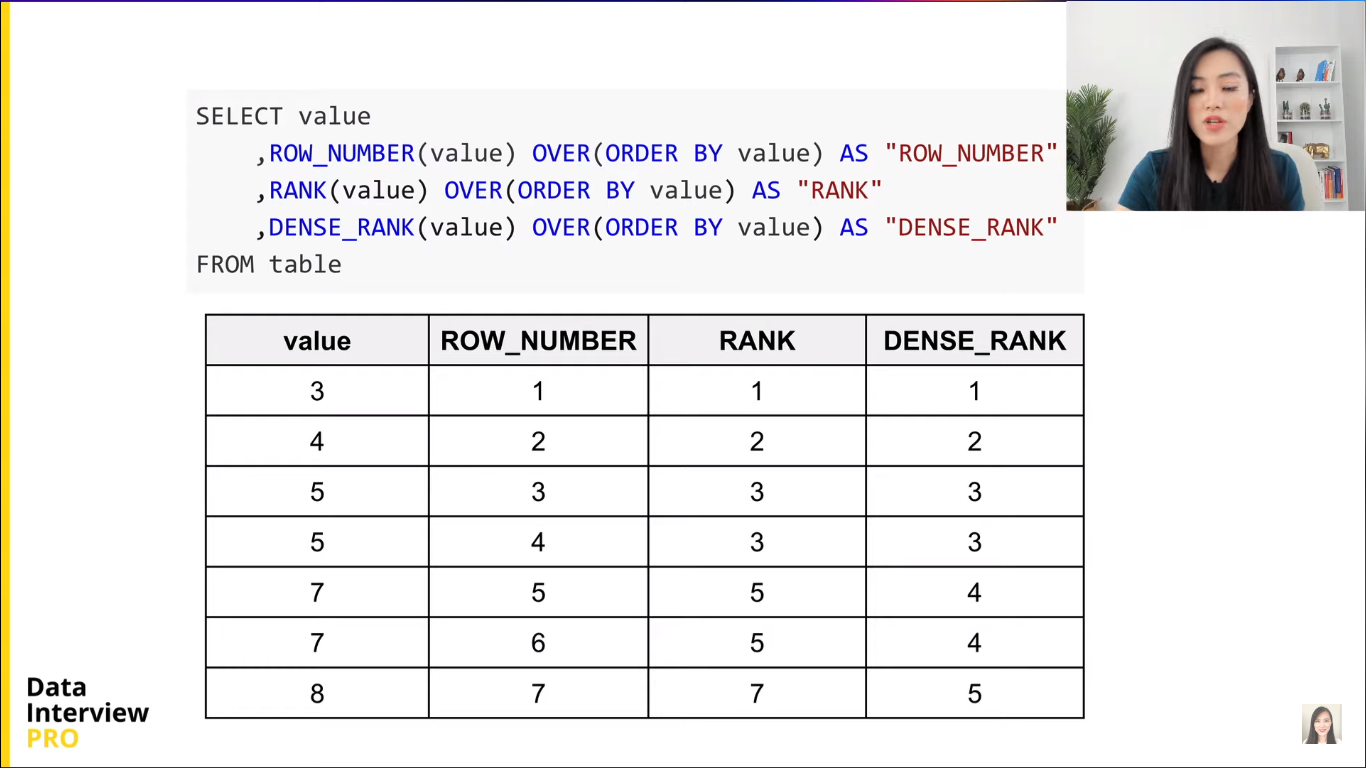 SELECT value
,ROW_NUMBER(value) OVER(ORDER BY value) AS "ROW_NUMBER"
,RANK(value) OVER(ORDER BY value) AS "RANK"
,DENSE_RANK(value) OVER(ORDER BY value) AS "DENSE_RANK"
FROM table
value ROW_NUMBER RANK DENSE_RANK
3 1 1 1
4 2 2 2
5 3 3 3
5 4 3 3
7 5 5 4
7 6 5 4
8 7 7 5
Data
Interview
PRO